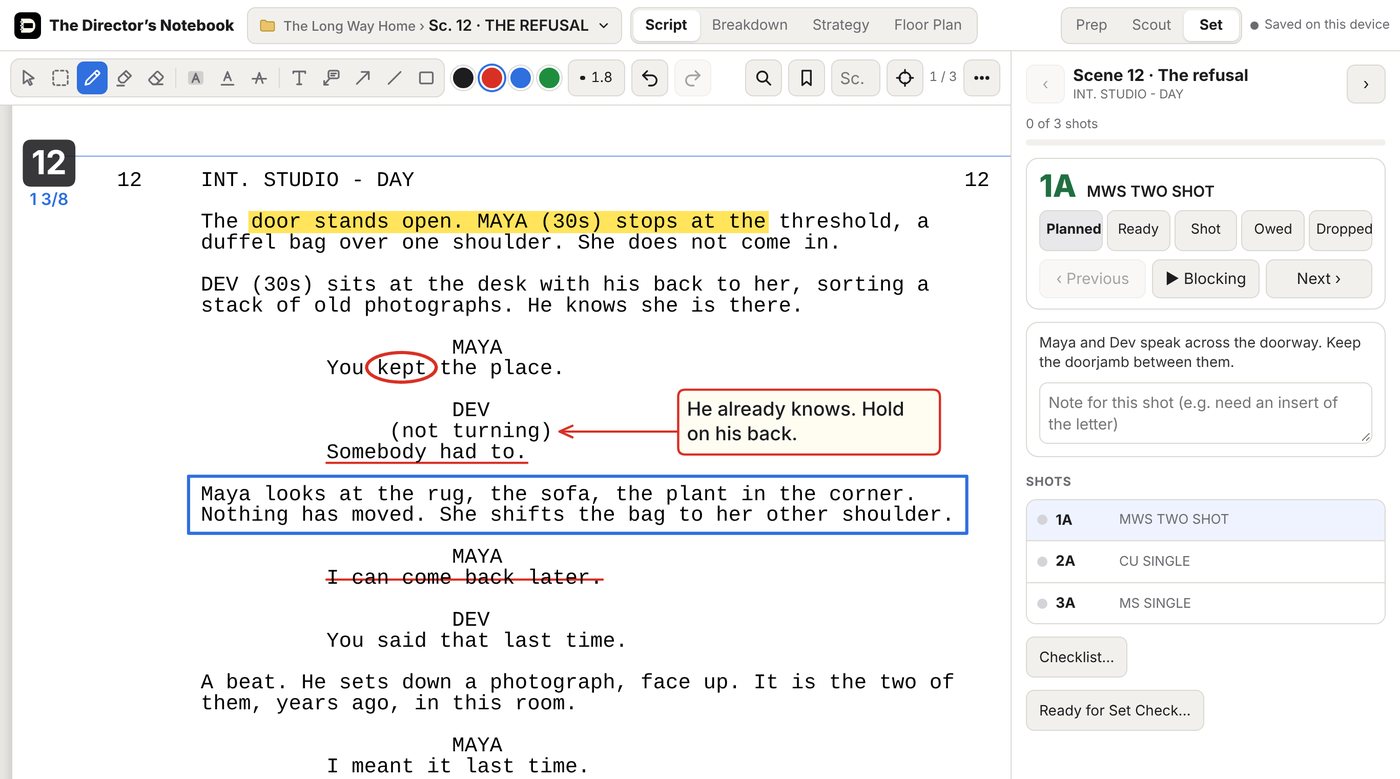 The Director's Notebook
The Long Way Home › Sc. 12 · THE REFUSAL
Script
Breakdown
Strategy
Floor Plan
Prep
Scout
Set
Saved on this device
A
A
A
T
• 1.8
Sc.
1 / 3
•••
12
1 3/8
12 INT. STUDIO - DAY 12
The door stands open. MAYA (30s) stops at the threshold, a
duffel bag over one shoulder. She does not come in.
DEV (30s) sits at the desk with his back to her, sorting a
stack of old photographs. He knows she is there.
MAYA
You kept the place.
DEV
(not turning)
Somebody had to.
He already knows. Hold
on his back.
Maya looks at the rug, the sofa, the plant in the corner.
Nothing has moved. She shifts the bag to her other shoulder.
MAYA
I can come back later.
DEV
You said that last time.
A beat. He sets down a photograph, face up. It is the two of
them, years ago, in this room.
MAYA
I meant it last time.
‹
Scene 12 · The refusal
INT. STUDIO - DAY
›
0 of 3 shots
1A MWS TWO SHOT
Planned
Ready
Shot
Owed
Dropped
‹ Previous
▶ Blocking
Next ›
Maya and Dev speak across the doorway. Keep
the doorjamb between them.
Note for this shot (e.g. need an insert of
the letter)
SHOTS
1A MWS TWO SHOT
2A CU SINGLE
3A MS SINGLE
Checklist...
Ready for Set Check...